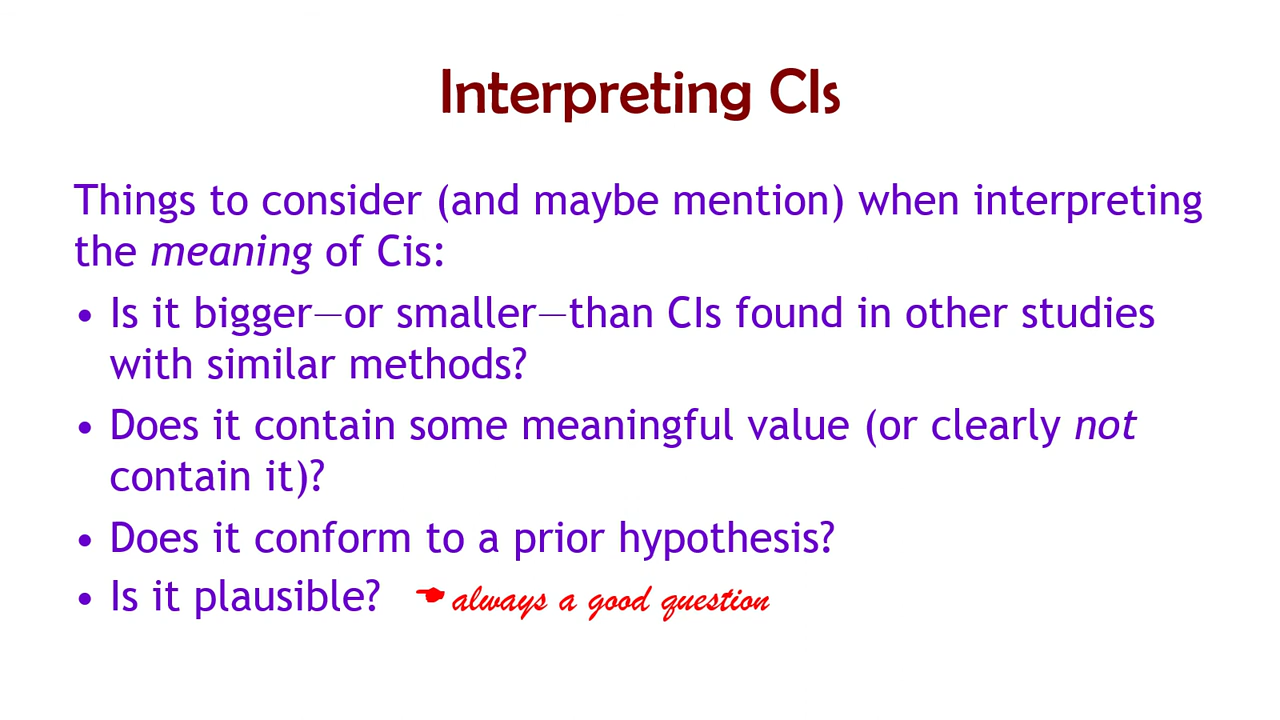 Interpreting CIs
Things to consider (and maybe mention) when interpreting
the meaning of Cis:
• Is it bigger—or smaller—than CIs found in other studies
with similar methods?
• Does it contain some meaningful value (or clearly not
contain it)?
• Does it conform to a prior hypothesis?
• Is it plausible? ☚ always a good question